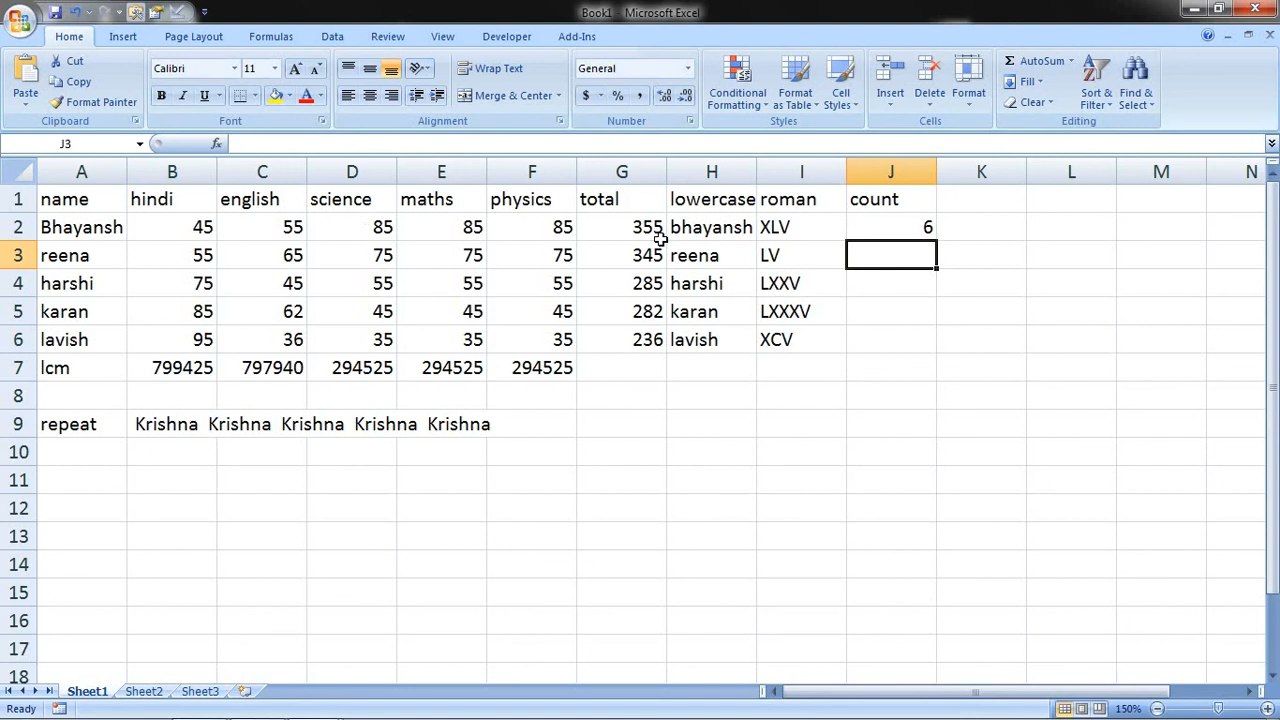 Book1 - Microsoft Excel
Home Insert Page Layout Formulas Data Review View Developer Add-Ins
Paste Cut Copy Format Painter Clipboard
Calibri 11 B I U A A A Font
Wrap Text Merge & Center Alignment
General $ % , Number
Conditional Formatting Format as Table Cell Styles Styles
Insert Delete Format Cells
Σ AutoSum Fill Clear Sort & Filter Find & Select Editing
J3 fx
A B C D E F G H I J K L M N
1 name hindi english science maths physics total lowercase roman count
2 Bhayansh 45 55 85 85 85 355 bhayansh XLV 6
3 reena 55 65 75 75 75 345 reena LV
4 harshi 75 45 55 55 55 285 harshi LXXV
5 karan 85 62 45 45 45 282 karan LXXXV
6 lavish 95 36 35 35 35 236 lavish XCV
7 lcm 799425 797940 294525 294525 294525
8
9 repeat Krishna Krishna Krishna Krishna Krishna
10
11
12
13
14
15
16
17
18
Sheet1 Sheet2 Sheet3
Ready 150%